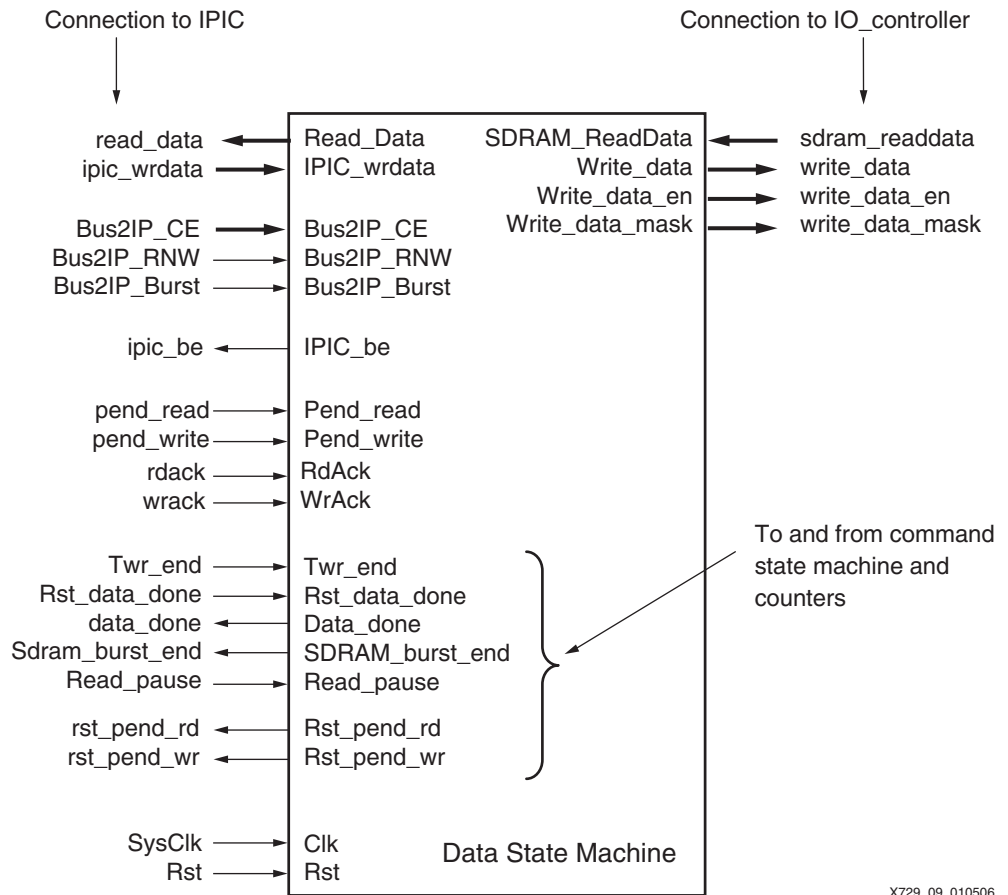 Connection to IPIC
Connection to IO_controller
read_data Read_Data SDRAM_ReadData sdram_readdata
ipic_wrdata IPIC_wrdata Write_data write_data
Write_data_en write_data_en
Bus2IP_CE Bus2IP_CE Write_data_mask write_data_mask
Bus2IP_RNW Bus2IP_RNW
Bus2IP_Burst Bus2IP_Burst
ipic_be IPIC_be
pend_read Pend_read
pend_write Pend_write
rdack RdAck
wrack WrAck
To and from command
state machine and
counters
Twr_end Twr_end
Rst_data_done Rst_data_done
data_done Data_done
Sdram_burst_end SDRAM_burst_end
Read_pause Read_pause
rst_pend_rd Rst_pend_rd
rst_pend_wr Rst_pend_wr
SysClk Clk
Rst Rst
Data State Machine
X729_09_010506